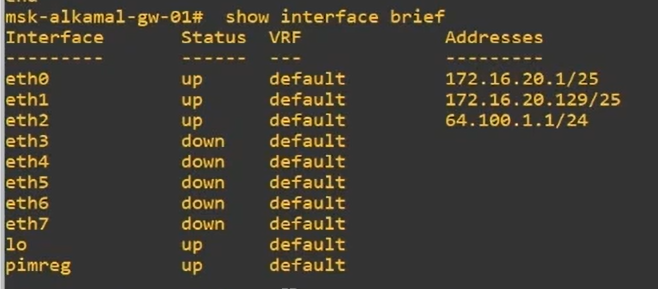 msk-alkamal-gw-01#  show interface brief
Interface       Status  VRF             Addresses
---------       ------  ---             ---------
eth0            up      default         172.16.20.1/25
eth1            up      default         172.16.20.129/25
eth2            up      default         64.100.1.1/24
eth3            down    default
eth4            down    default
eth5            down    default
eth6            down    default
eth7            down    default
lo              up      default
pimreg          up      default